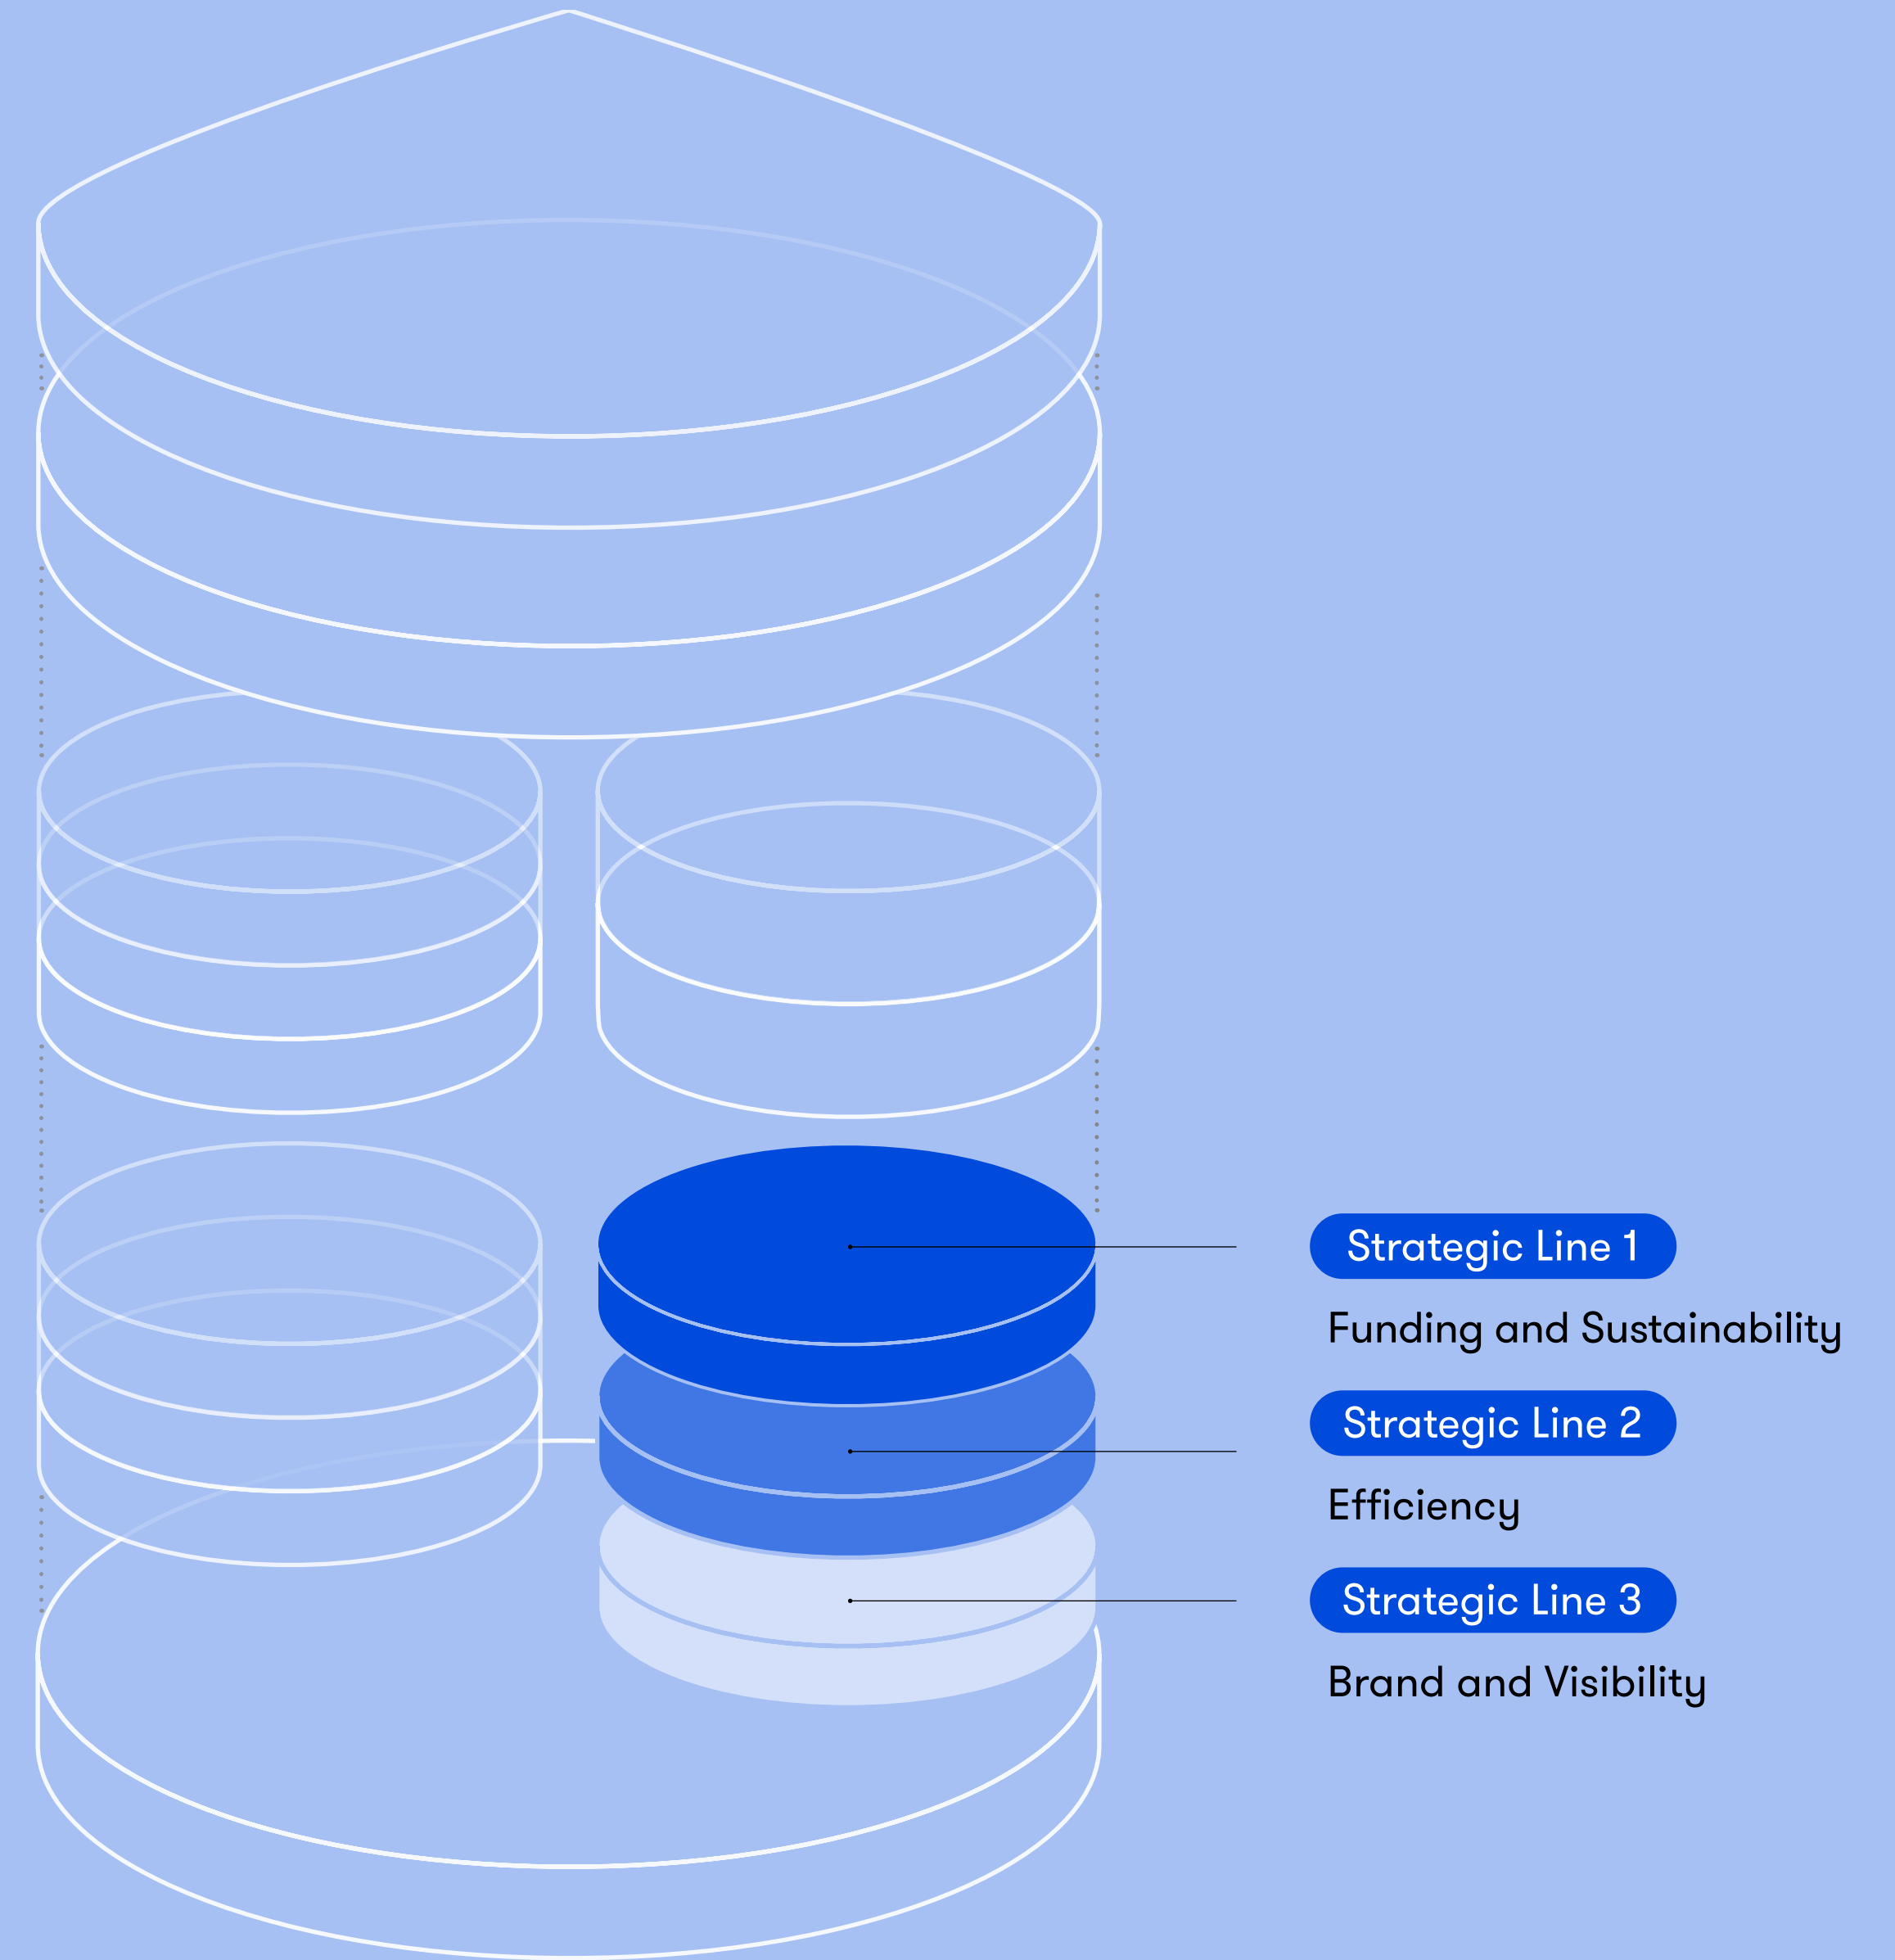 Strategic Line 1
Funding and Sustainability
Strategic Line 2
Efficiency
Strategic Line 3
Brand and Visibility